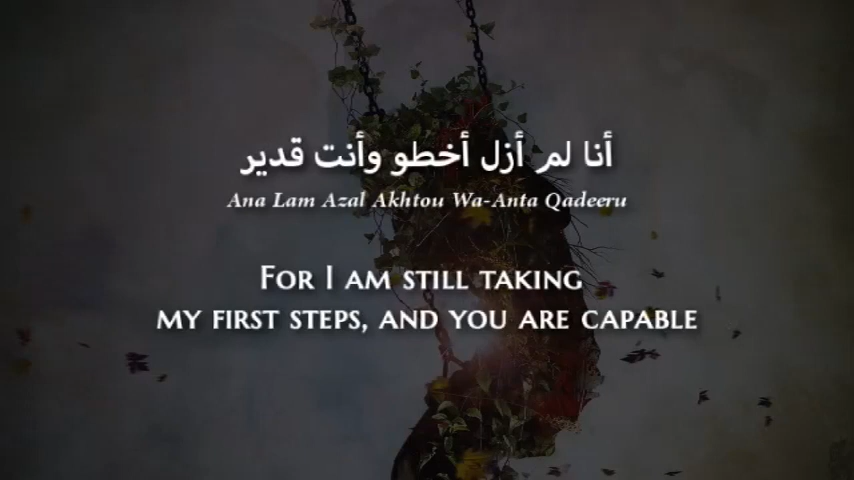 أنا لم أزل أخطو وأنت قدير
Ana Lam Azal Akhtou Wa-Anta Qadeeru
For I am still taking
my first steps, and you are capable